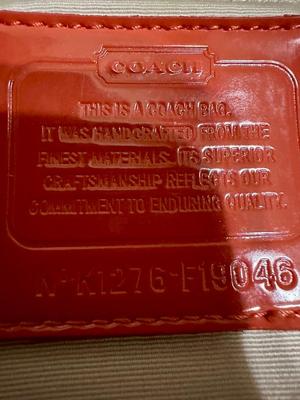 COACH
THIS IS A COACH BAG.
IT WAS HANDCRAFTED FROM THE
FINEST MATERIALS. ITS SUPERIOR
CRAFTSMANSHIP REFLECTS OUR
COMMITMENT TO ENDURING QUALITY.
Nº K1276-F19046